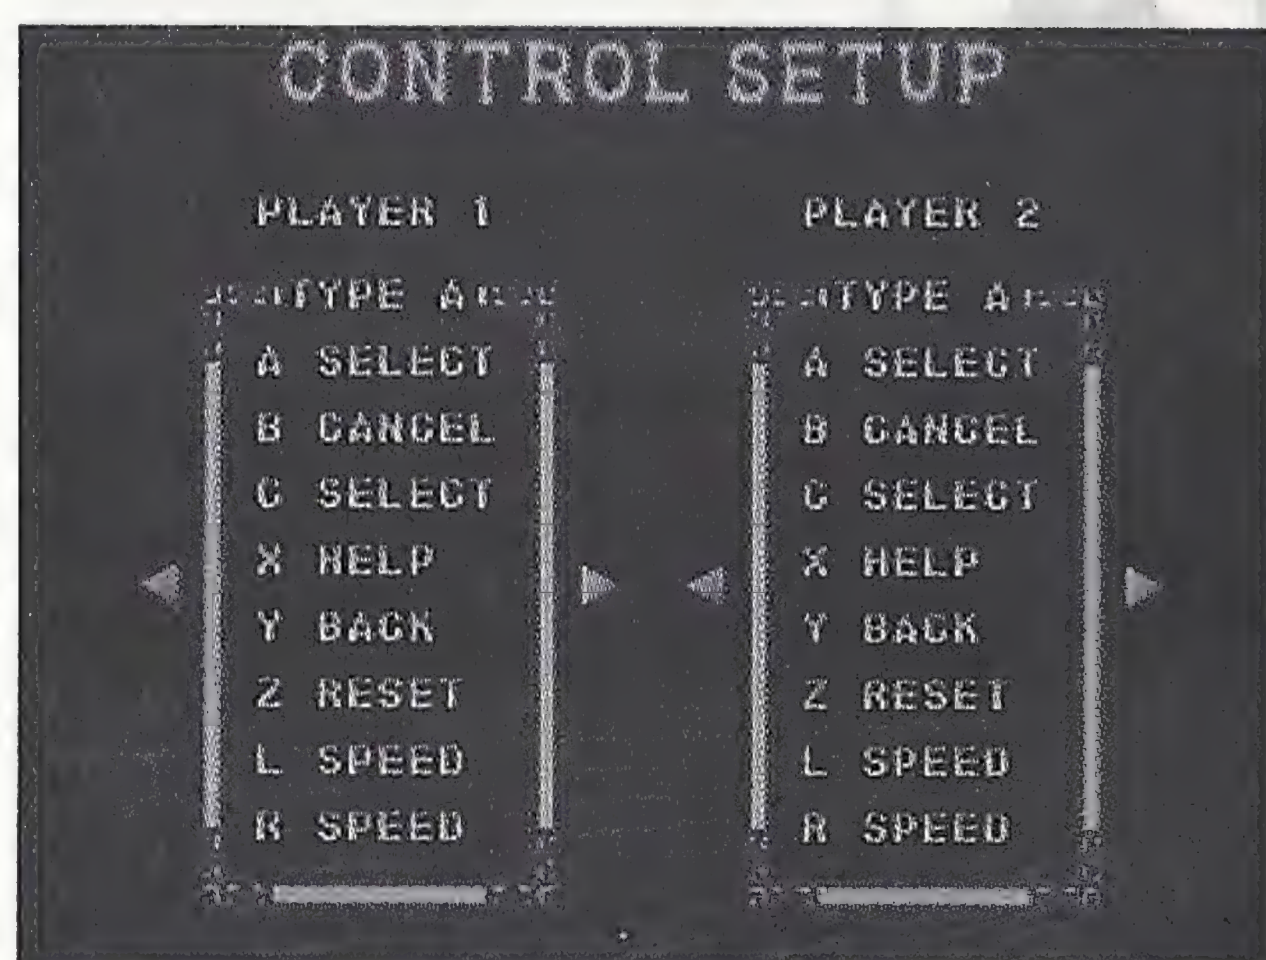 CONTROL SETUP
PLAYER 1
TYPE A
A SELECT
B CANCEL
C SELECT
X HELP
Y BACK
Z RESET
L SPEED
R SPEED
PLAYER 2
TYPE A
A SELECT
B CANCEL
C SELECT
X HELP
Y BACK
Z RESET
L SPEED
R SPEED